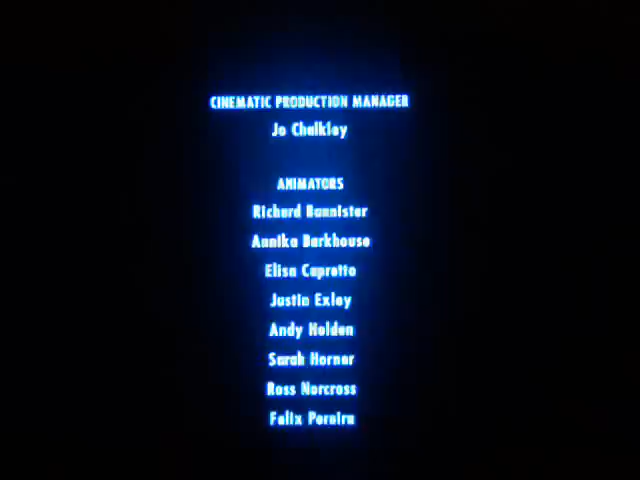 CINEMATIC PRODUCTION MANAGER
Jo Chalkley
ANIMATORS
Richard Bannister
Annika Barkhouse
Elisa Capretto
Justin Exley
Andy Holden
Sarah Horner
Ross Norcross
Felix Pereira